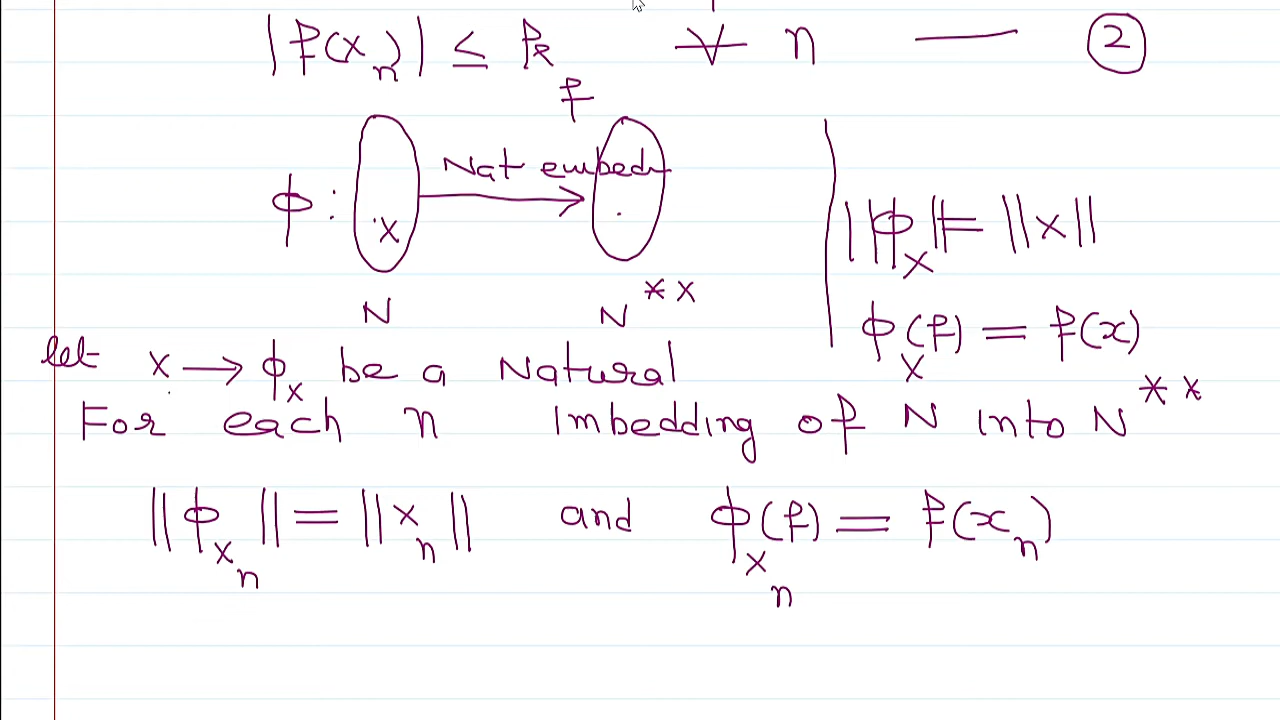 |f(x_n)| ≤ k_f ∀ n —— ②
φ : x Nat embed
||φ_x|| = ||x||
N N**
φ_x(f) = f(x)
let x → φ_x be a Natural
For each n Imbedding of N into N**
||φ_{x_n}|| = ||x_n|| and φ_{x_n}(f) = f(x_n)